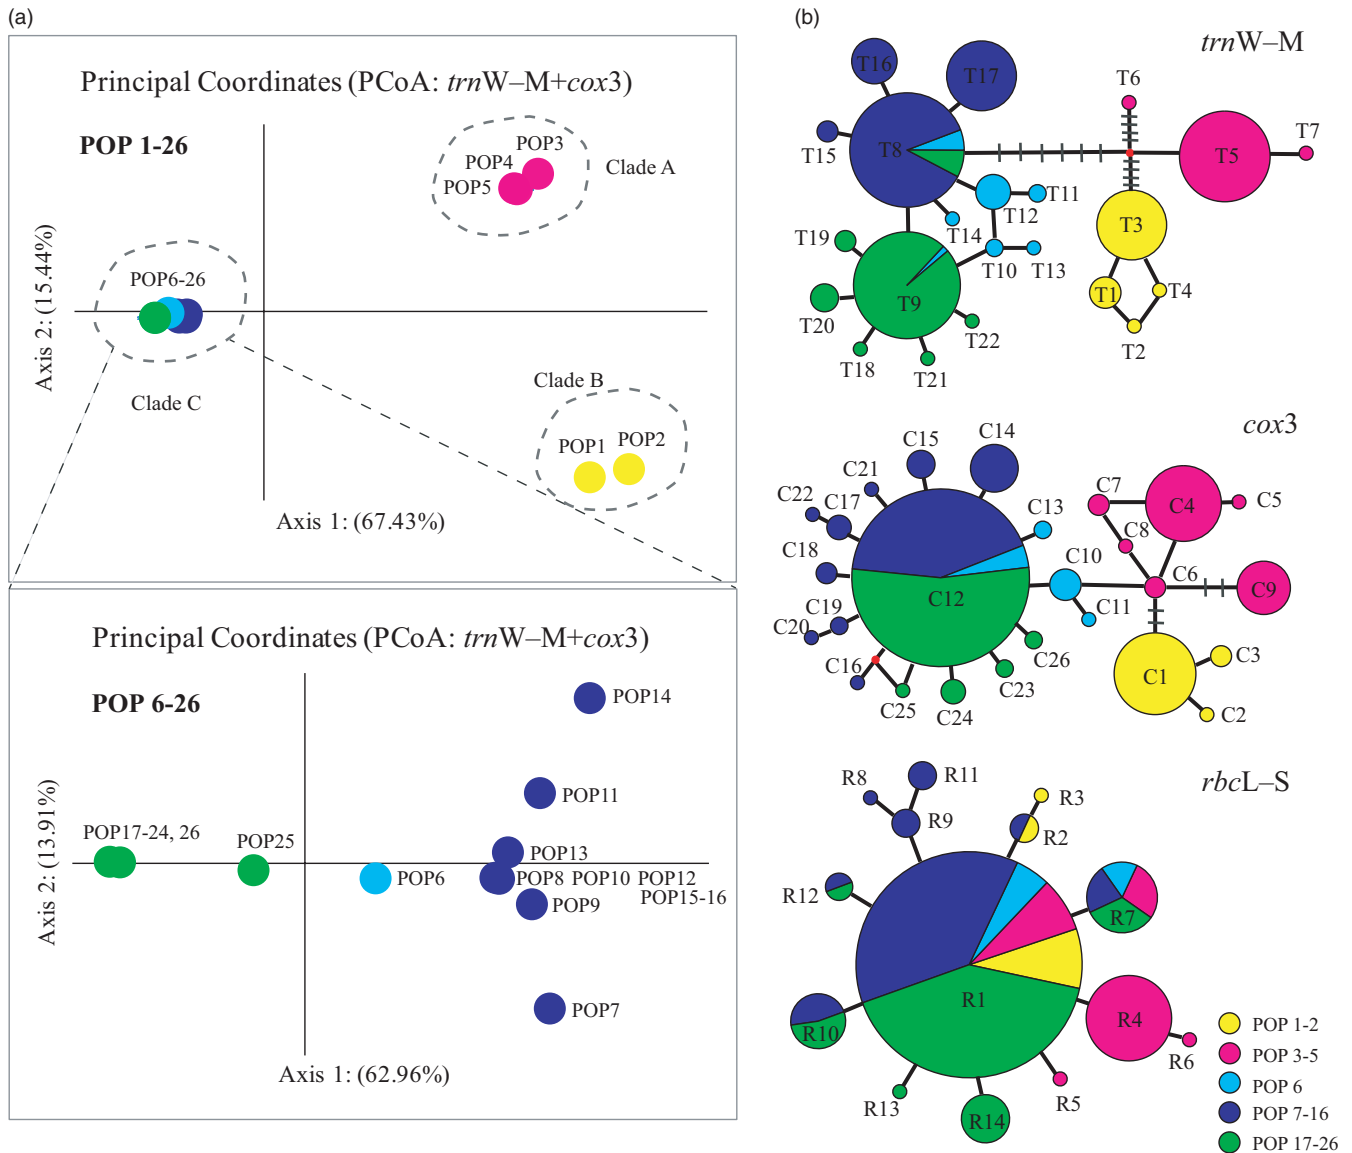 (a)
Principal Coordinates (PCoA: trnW–M+cox3)
POP 1-26
POP3
POP4
POP5
Clade A
POP6-26
Axis 2: (15.44%)
Clade C
Clade B
POP1
POP2
Axis 1: (67.43%)
Principal Coordinates (PCoA: trnW–M+cox3)
POP 6-26
POP14
POP11
POP17-24, 26
POP25
POP13
POP6
POP8 POP10 POP12
POP15-16
POP9
POP7
Axis 2: (13.91%)
Axis 1: (62.96%)
(b)
trnW–M
T16
T17
T6
T15
T8
T5
T7
T11
T12
T14
T3
T19
T10
T13
T9
T1
T4
T20
T22
T2
T18
T21
cox3
C15
C14
C21
C7
C22
C17
C13
C4
C5
C8
C18
C10
C6
C12
C9
C19
C11
C20
C26
C3
C16
C1
C23
C25
C24
C2
rbcL–S
R8
R11
R3
R9
R2
R12
R7
R1
R10
R4
R6
R13
R5
R14
POP 1-2
POP 3-5
POP 6
POP 7-16
POP 17-26